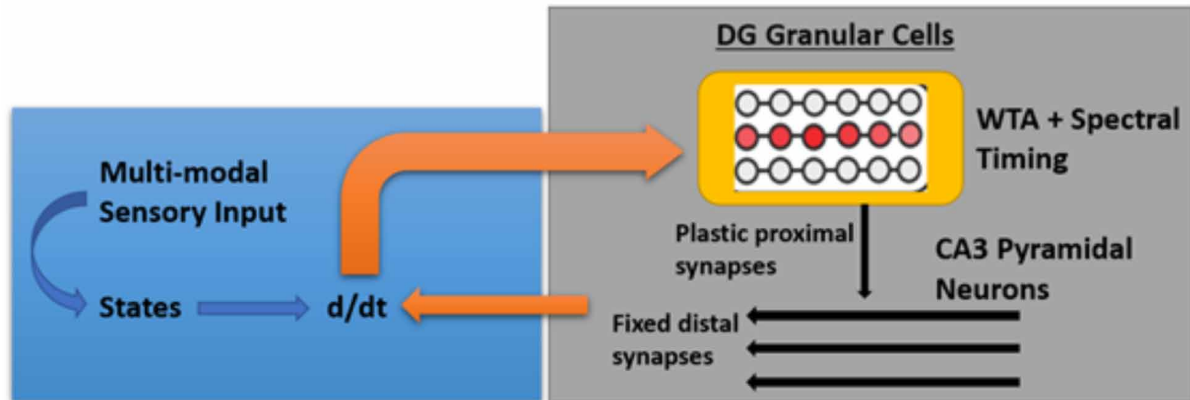 DG Granular Cells
Multi-modal
Sensory Input
States
d/dt
WTA + Spectral
Timing
Plastic proximal
synapses
CA3 Pyramidal
Neurons
Fixed distal
synapses